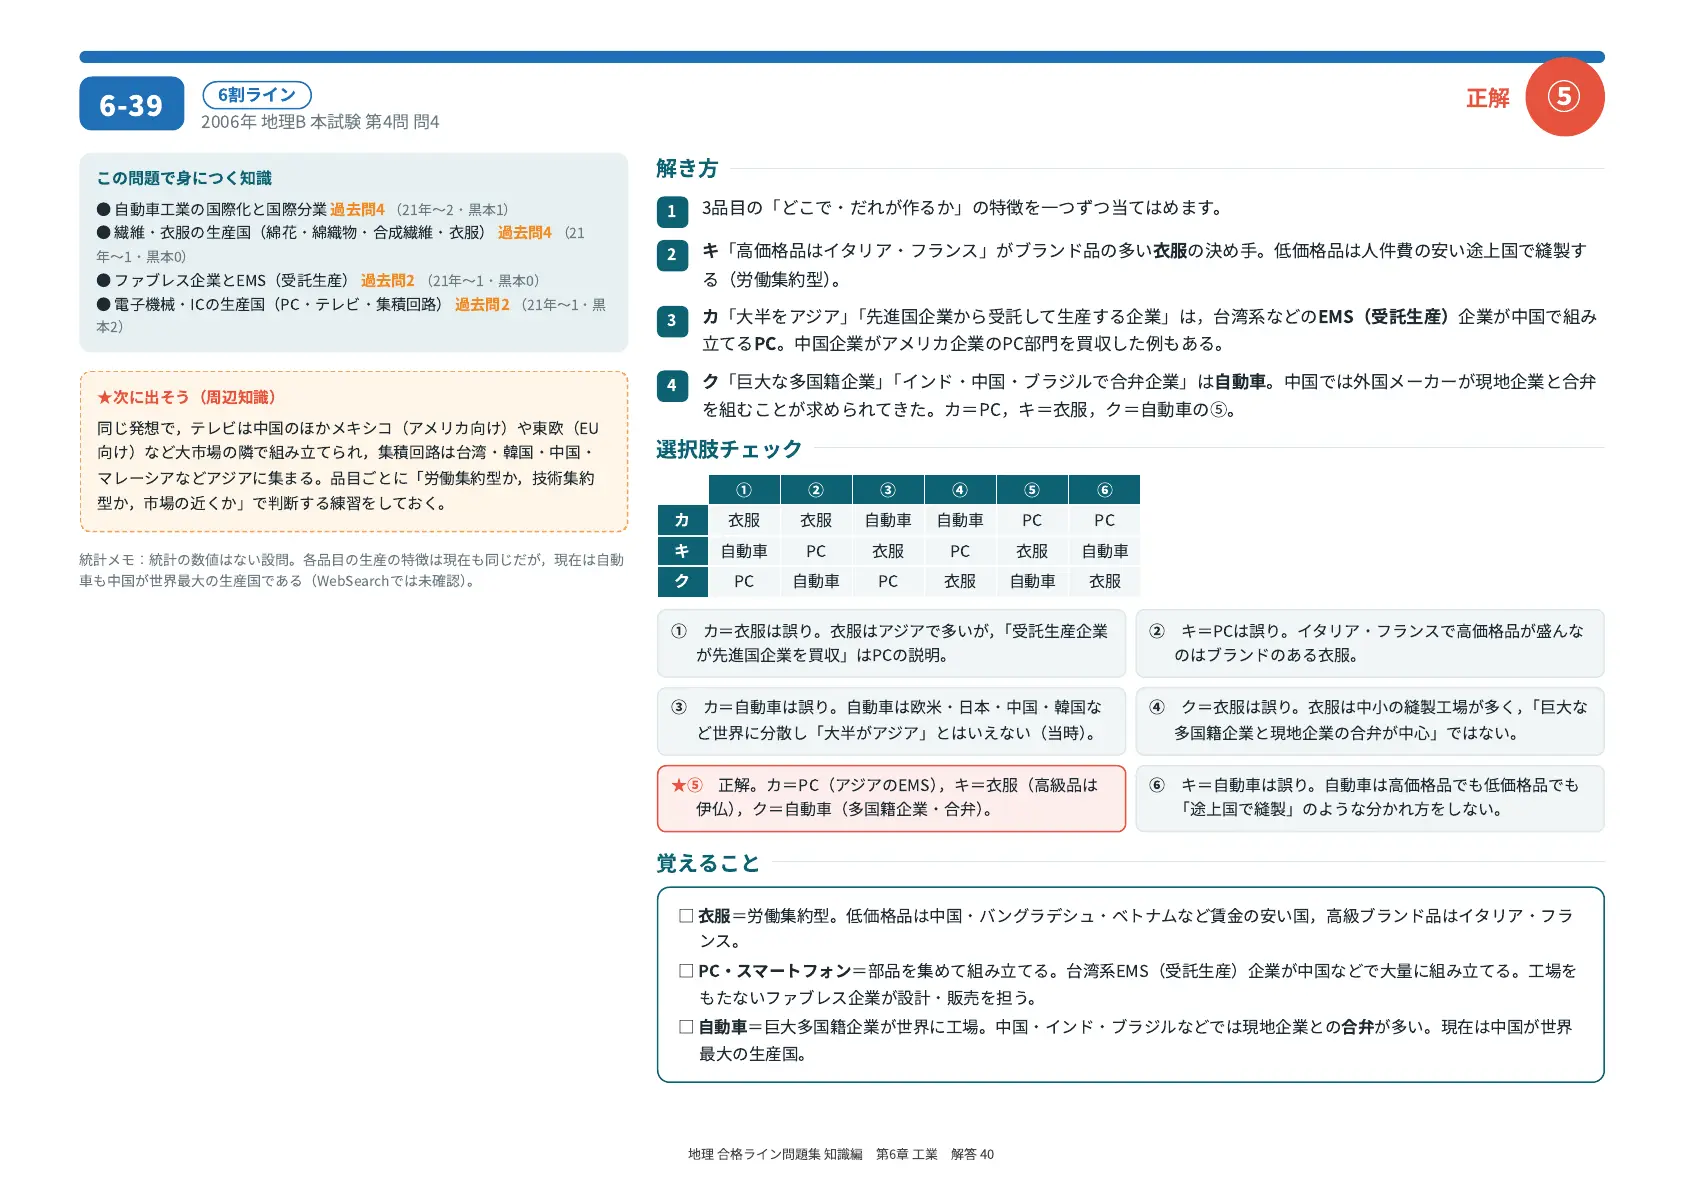 6-39
6割ライン
2006年 地理B 本試験 第4問 問4
正解
⑤
この問題で身につく知識
● 自動車工業の国際化と国際分業 過去問4 （21年〜2・黒本1）
● 繊維・衣服の生産国（綿花・綿織物・合成繊維・衣服） 過去問4 （21
年〜1・黒本0）
● ファブレス企業とEMS（受託生産） 過去問2 （21年〜1・黒本0）
● 電子機械・ICの生産国（PC・テレビ・集積回路） 過去問2 （21年〜1・黒
本2）
★次に出そう（周辺知識）
同じ発想で，テレビは中国のほかメキシコ（アメリカ向け）や東欧（EU
向け）など大市場の隣で組み立てられ，集積回路は台湾・韓国・中国・
マレーシアなどアジアに集まる。品目ごとに「労働集約型か，技術集約
型か，市場の近くか」で判断する練習をしておく。
統計メモ：統計の数値はない設問。各品目の生産の特徴は現在も同じだが，現在は自動
車も中国が世界最大の生産国である（WebSearchでは未確認）。
解き方
1 3品目の「どこで・だれが作るか」の特徴を一つずつ当てはめます。
2 キ「高価格品はイタリア・フランス」がブランド品の多い衣服の決め手。低価格品は人件費の安い途上国で縫製す
る（労働集約型）。
3 カ「大半をアジア」「先進国企業から受託して生産する企業」は，台湾系などのEMS（受託生産）企業が中国で組み
立てるPC。中国企業がアメリカ企業のPC部門を買収した例もある。
4 ク「巨大な多国籍企業」「インド・中国・ブラジルで合弁企業」は自動車。中国では外国メーカーが現地企業と合弁
を組むことが求められてきた。カ＝PC，キ＝衣服，ク＝自動車の⑤。
選択肢チェック
① ② ③ ④ ⑤ ⑥
カ 衣服 衣服 自動車 自動車 PC PC
キ 自動車 PC 衣服 PC 衣服 自動車
ク PC 自動車 PC 衣服 自動車 衣服
① カ＝衣服は誤り。衣服はアジアで多いが，「受託生産企業
が先進国企業を買収」はPCの説明。
② キ＝PCは誤り。イタリア・フランスで高価格品が盛んな
のはブランドのある衣服。
③ カ＝自動車は誤り。自動車は欧米・日本・中国・韓国な
ど世界に分散し「大半がアジア」とはいえない（当時）。
④ ク＝衣服は誤り。衣服は中小の縫製工場が多く，「巨大な
多国籍企業と現地企業の合弁が中心」ではない。
★⑤ 正解。カ＝PC（アジアのEMS），キ＝衣服（高級品は
伊仏），ク＝自動車（多国籍企業・合弁）。
⑥ キ＝自動車は誤り。自動車は高価格品でも低価格品でも
「途上国で縫製」のような分かれ方をしない。
覚えること
□ 衣服＝労働集約型。低価格品は中国・バングラデシュ・ベトナムなど賃金の安い国，高級ブランド品はイタリア・フラ
ンス。
□ PC・スマートフォン＝部品を集めて組み立てる。台湾系EMS（受託生産）企業が中国などで大量に組み立てる。工場を
もたないファブレス企業が設計・販売を担う。
□ 自動車＝巨大多国籍企業が世界に工場。中国・インド・ブラジルなどでは現地企業との合弁が多い。現在は中国が世界
最大の生産国。
地理 合格ライン問題集 知識編　第6章 工業　解答 40